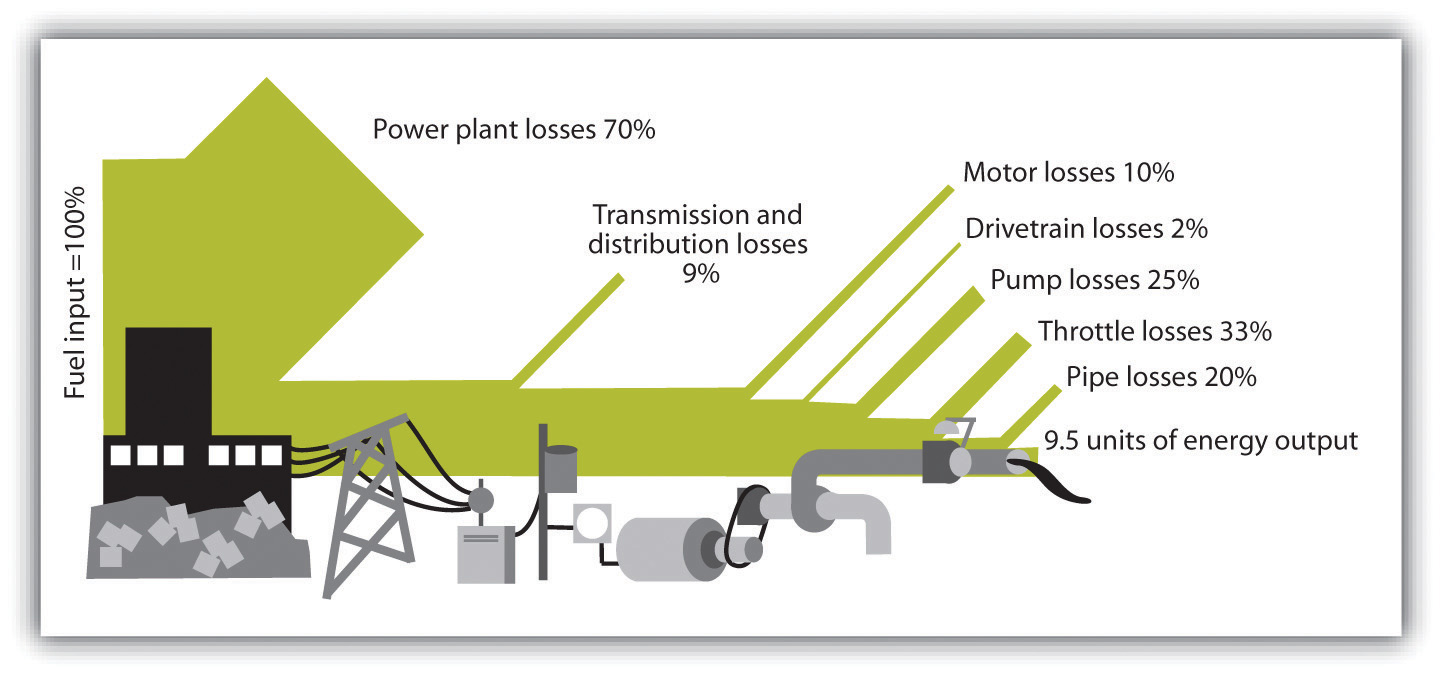 Fuel input =100%
Power plant losses 70%
Transmission and
distribution losses
9%
Motor losses 10%
Drivetrain losses 2%
Pump losses 25%
Throttle losses 33%
Pipe losses 20%
9.5 units of energy output